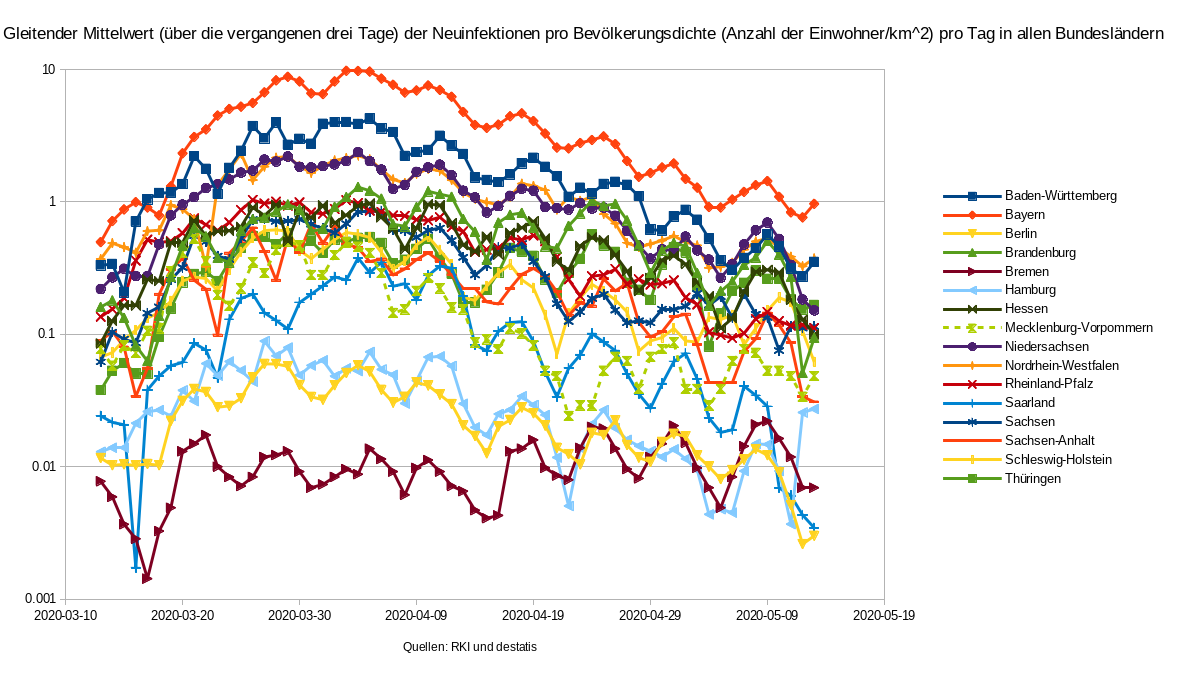 Gleitender Mittelwert (über die vergangenen drei Tage) der Neuinfektionen pro Bevölkerungsdichte (Anzahl der Einwohner/km^2) pro Tag in allen Bundesländern
10
1
0.1
0.01
0.001
2020-03-10 2020-03-20 2020-03-30 2020-04-09 2020-04-19 2020-04-29 2020-05-09 2020-05-19
Quellen: RKI und destatis
Baden-Württemberg
Bayern
Berlin
Brandenburg
Bremen
Hamburg
Hessen
Mecklenburg-Vorpommern
Niedersachsen
Nordrhein-Westfalen
Rheinland-Pfalz
Saarland
Sachsen
Sachsen-Anhalt
Schleswig-Holstein
Thüringen